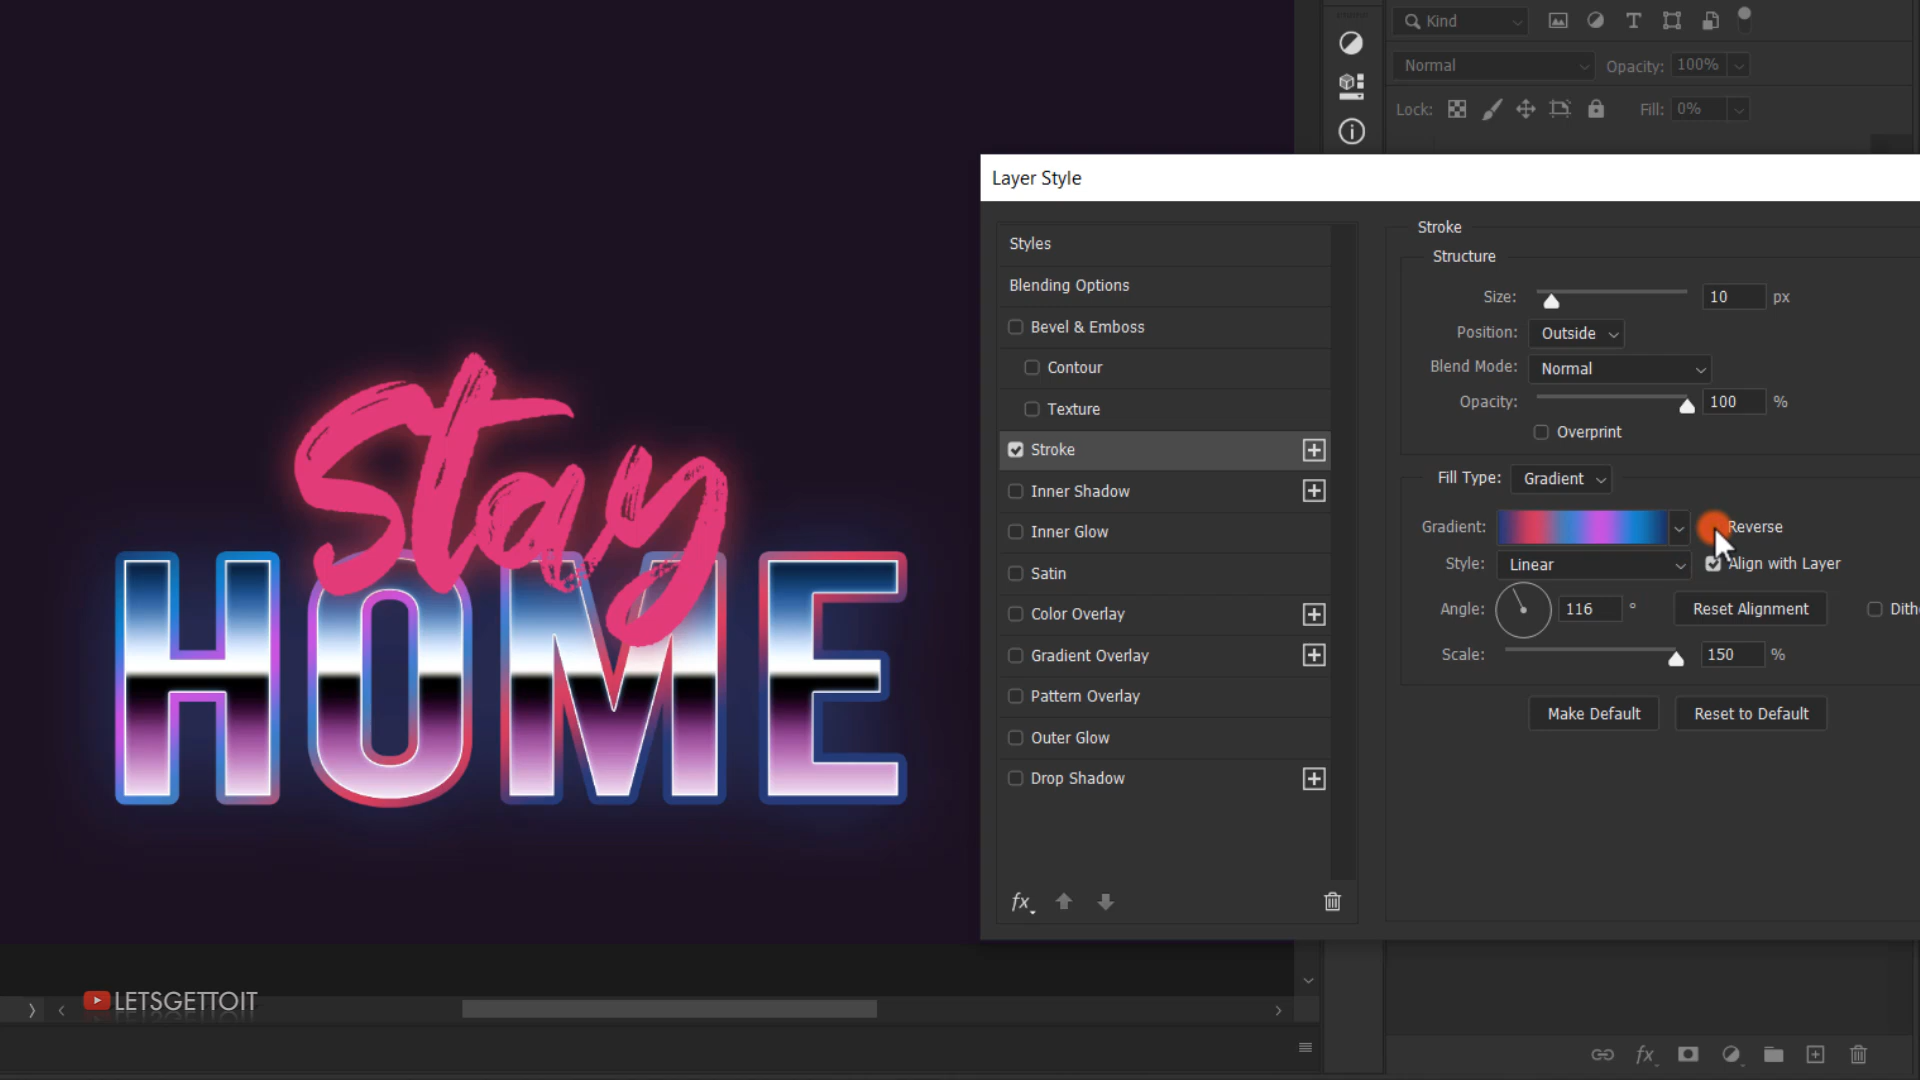 Kind
Normal
Opacity: 100%
Lock:
Fill: 0%
Layer Style
Styles
Blending Options
Bevel & Emboss
Contour
Texture
Stroke
Inner Shadow
Inner Glow
Satin
Color Overlay
Gradient Overlay
Pattern Overlay
Outer Glow
Drop Shadow
fx
Stroke
Structure
Size: 10 px
Position: Outside
Blend Mode: Normal
Opacity: 100 %
Overprint
Fill Type: Gradient
Gradient: Reverse
Style: Linear Align with Layer
Angle: 116 ° Reset Alignment Dith
Scale: 150 %
Make Default Reset to Default
Stay
HOME
LETSGETTOIT
fx